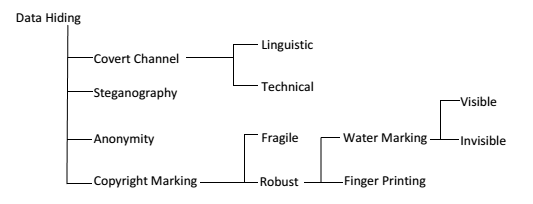 Data Hiding
Covert Channel
Linguistic
Technical
Steganography
Anonymity
Copyright Marking
Fragile
Robust
Water Marking
Finger Printing
Visible
Invisible